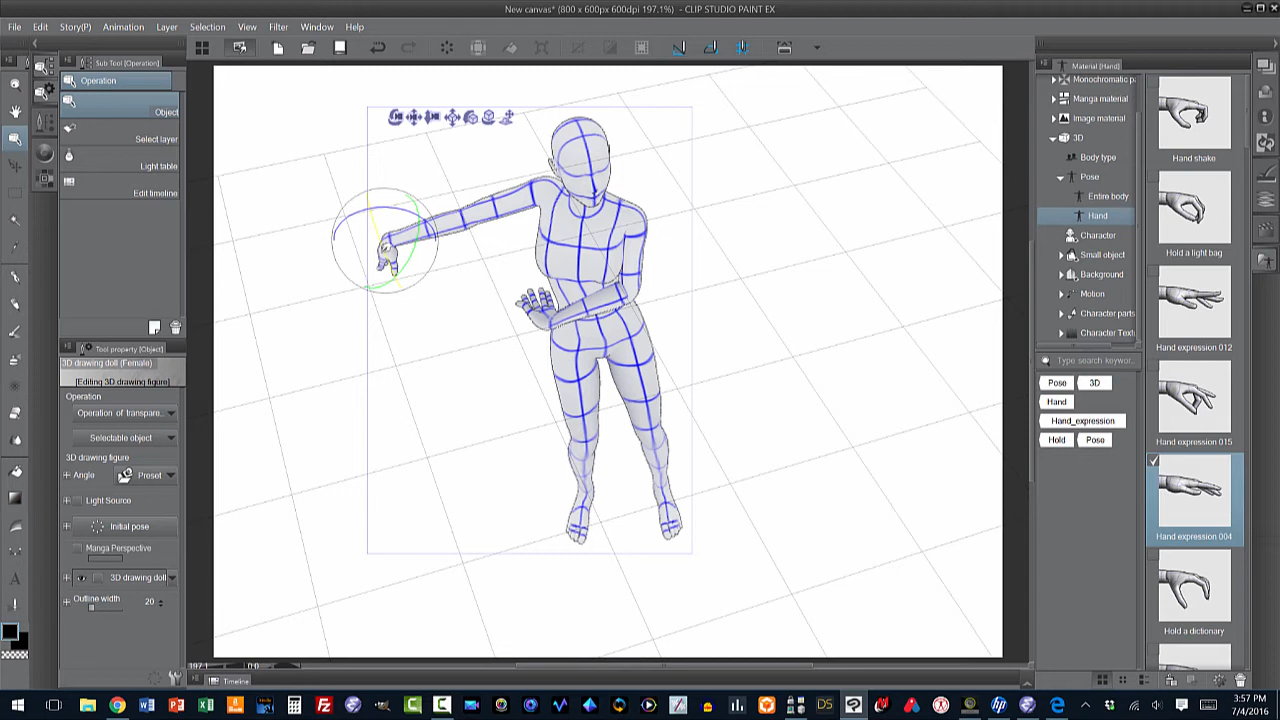 New canvas* (800 x 600px 600dpi 197.1%) - CLIP STUDIO PAINT EX
File Edit Story(P) Animation Layer Selection View Filter Window Help
Sub Tool [Operation]
Operation
Object
Select layer
Light table
Edit timeline
Tool property [Object]
3D drawing doll (Female)
[Editing 3D drawing figure]
Operation
Operation of transpare..
Selectable object
3D drawing figure
Angle Preset
Light Source
Initial pose
Manga Perspective
3D drawing doll
Outline width 20
197.1 0.0
Timeline
Material [Hand]
Monochromatic p
Manga material
Image material
3D
Body type
Pose
Entire body
Hand
Character
Small object
Background
Motion
Character parts
Character Text
Type search keywor..
Pose 3D
Hand
Hand_expression
Hold Pose
Hand shake
Hold a light bag
Hand expression 012
Hand expression 015
Hand expression 004
Hold a dictionary
3:57 PM
7/4/2016